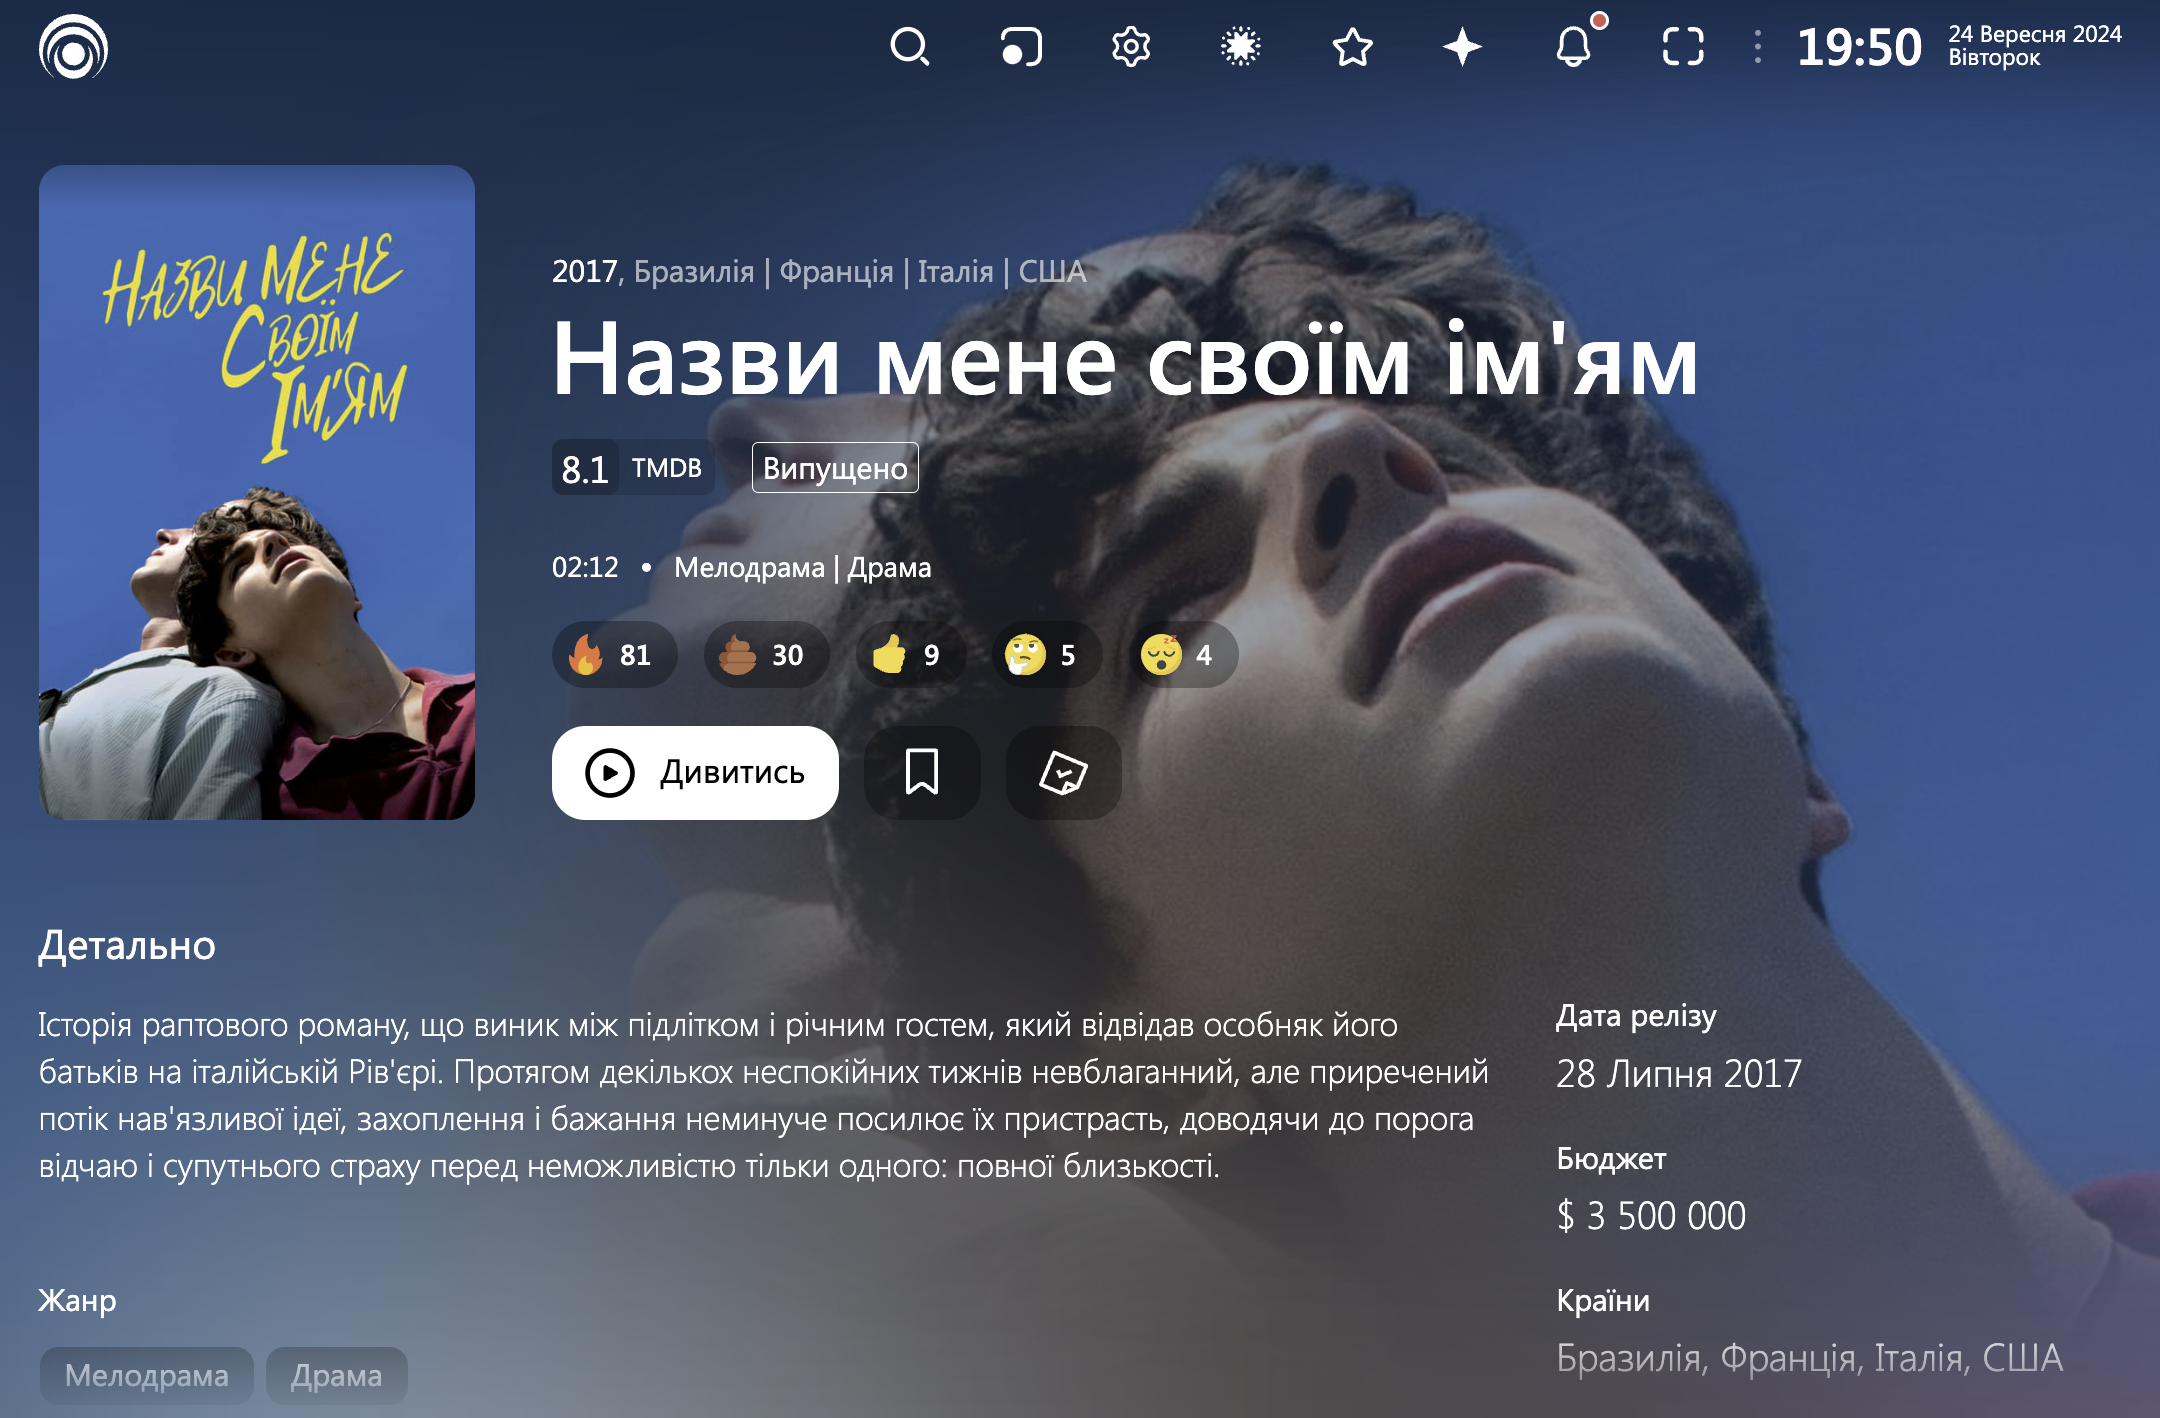 19:50
24 Вересня 2024
Вівторок
Назви мене
своїм
ім'ям
2017, Бразилія | Франція | Італія | США
Назви мене своїм ім'ям
8.1 TMDB Випущено
02:12 • Мелодрама | Драма
81 30 9 5 4
Дивитись
Детально
Історія раптового роману, що виник між підлітком і річним гостем, який відвідав особняк його
батьків на італійській Рів'єрі. Протягом декількох неспокійних тижнів невблаганний, але приречений
потік нав'язливої ідеї, захоплення і бажання неминуче посилює їх пристрасть, доводячи до порога
відчаю і супутнього страху перед неможливістю тільки одного: повної близькості.
Дата релізу
28 Липня 2017
Бюджет
$ 3 500 000
Жанр
Мелодрама Драма
Країни
Бразилія, Франція, Італія, США